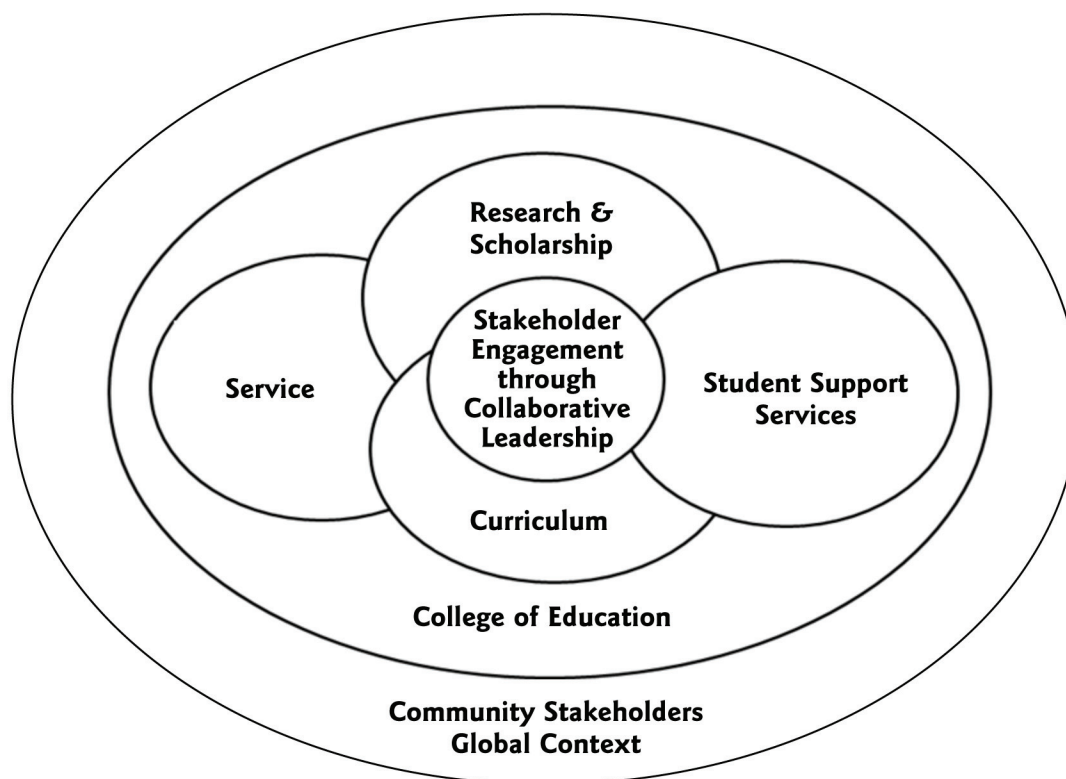 Research &
Scholarship
Stakeholder
Engagement
through
Collaborative
Leadership
Service
Student Support
Services
Curriculum
College of Education
Community Stakeholders
Global Context